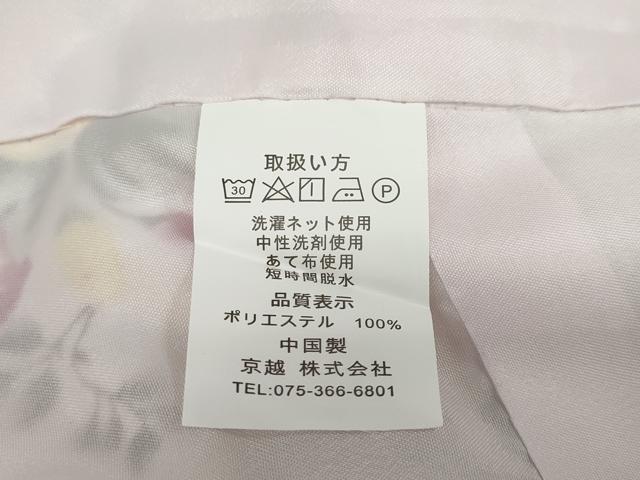 取扱い方
30 P
洗濯ネット使用
中性洗剤使用
あて布使用
短時間脱水
品質表示
ポリエステル 100%
中国製
京越 株式会社
TEL:075-366-6801